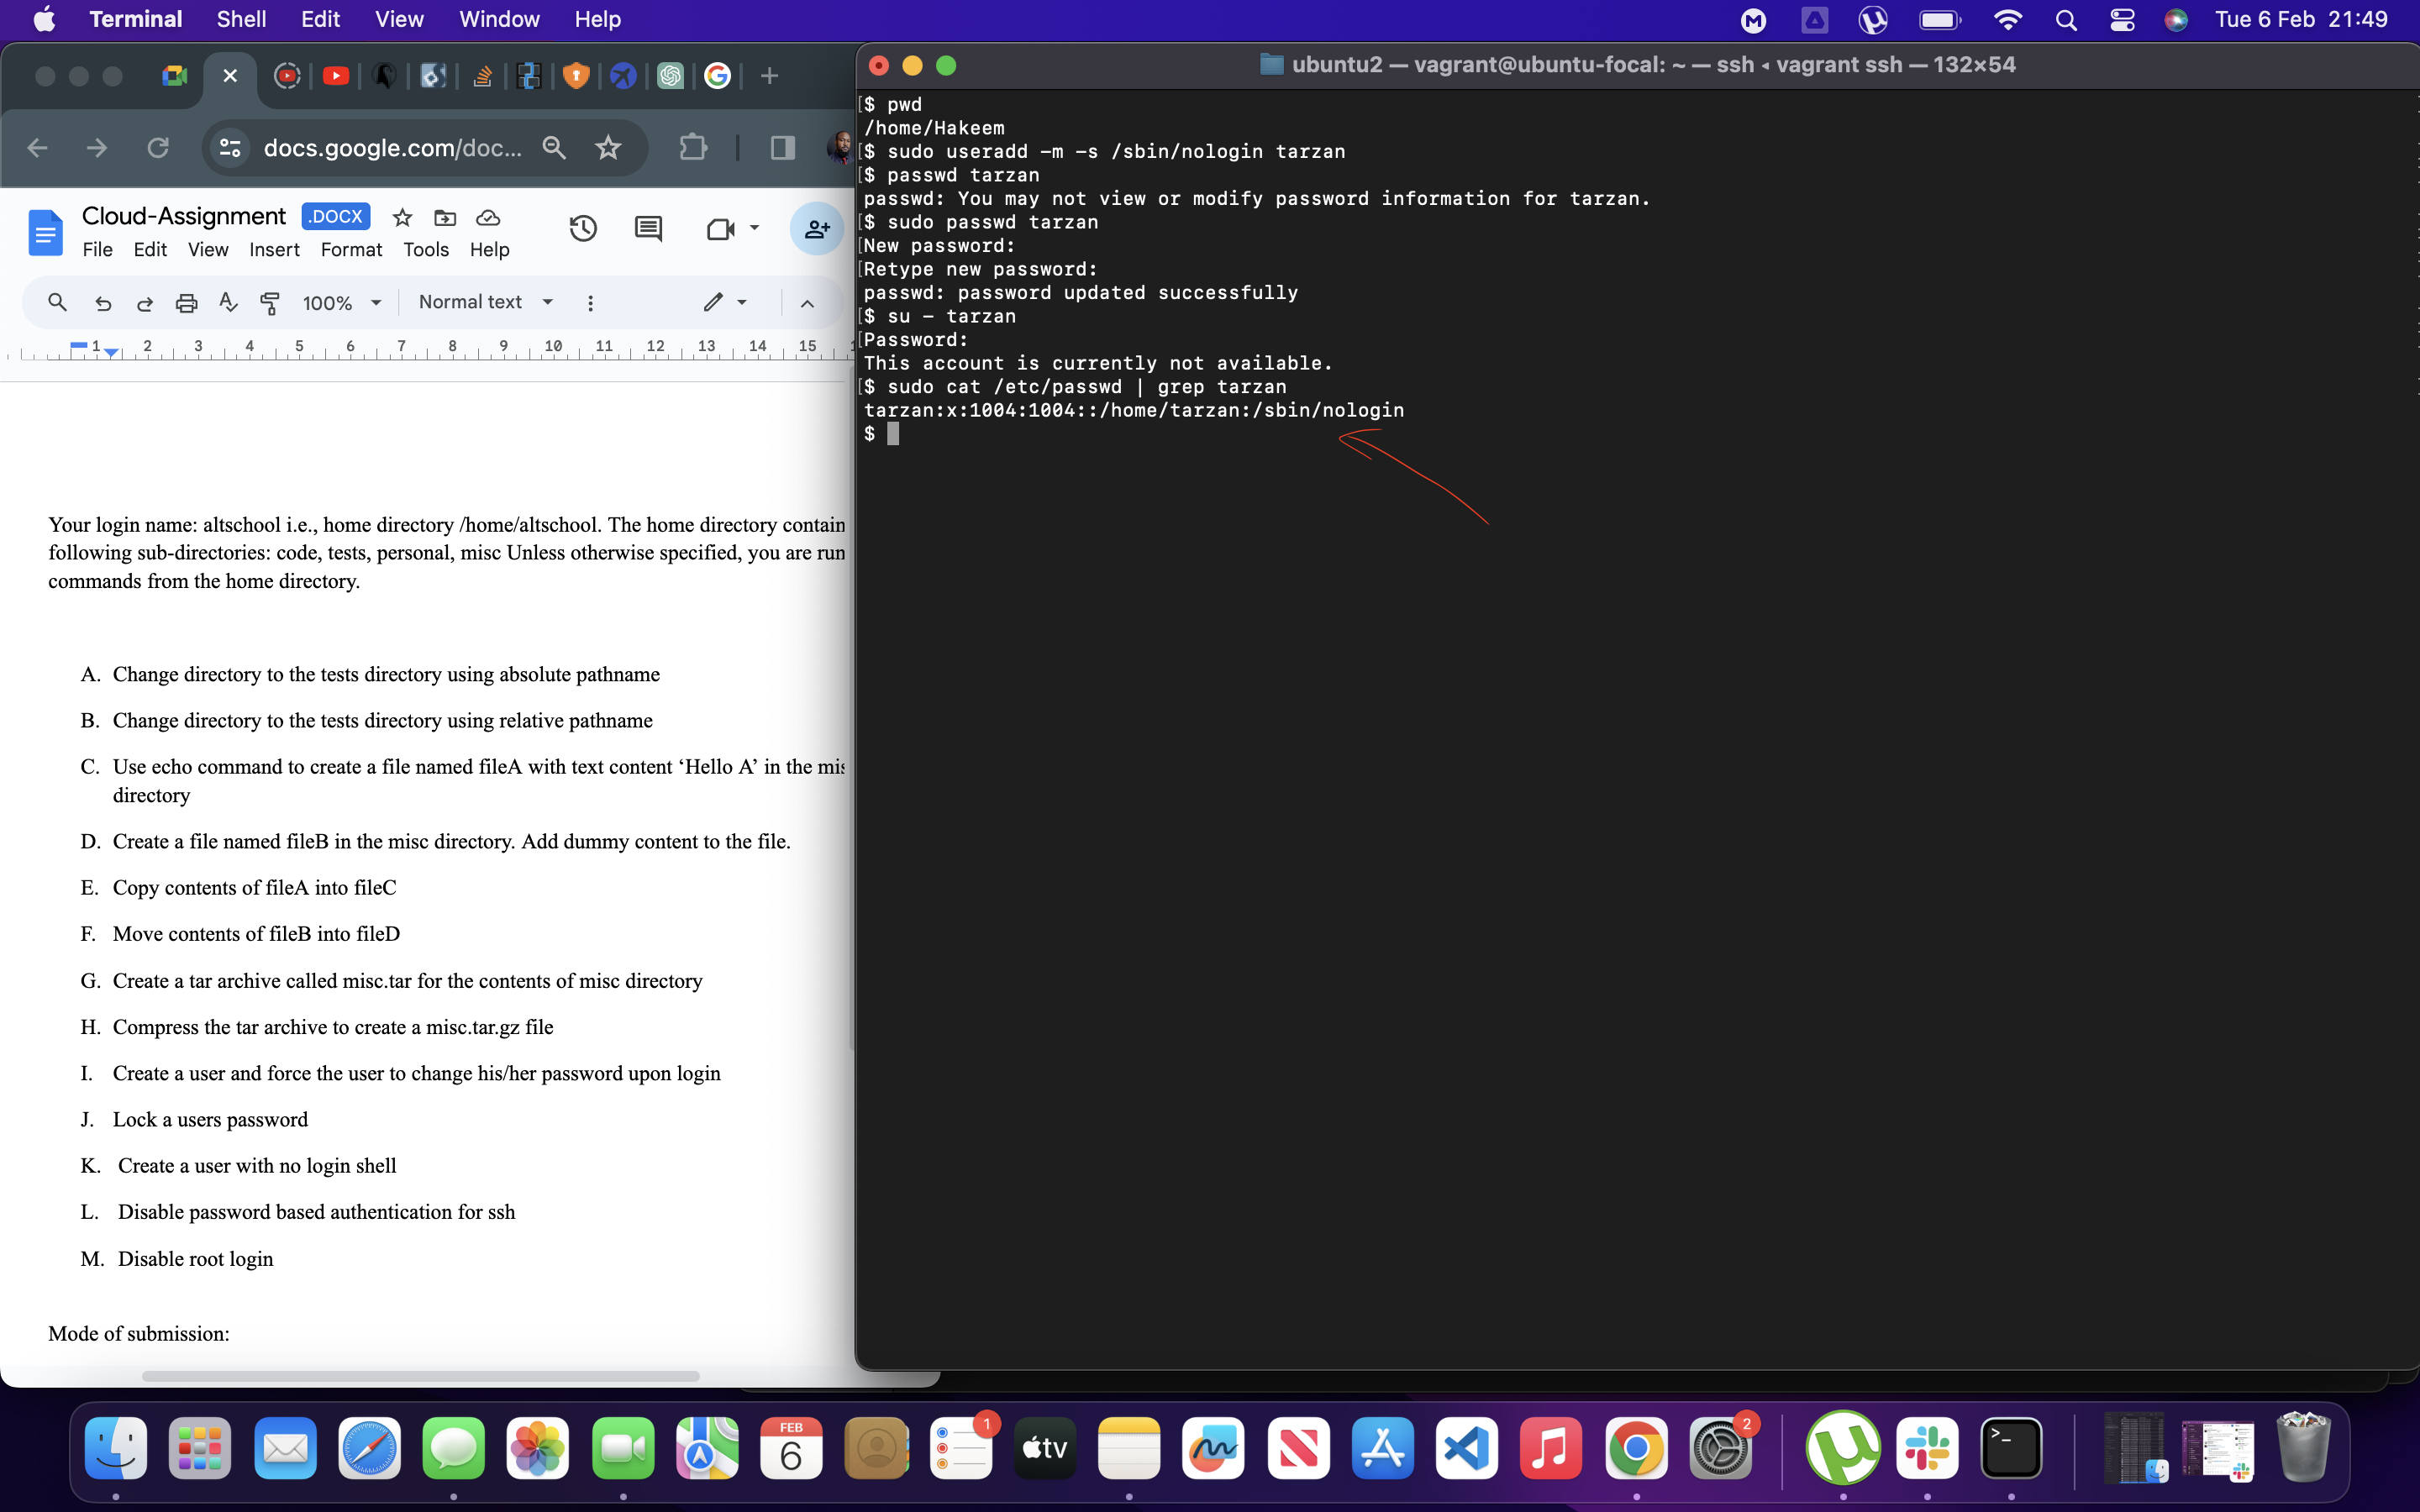 Terminal Shell Edit View Window Help
Tue 6 Feb 21:49
docs.google.com/doc...
Cloud-Assignment .DOCX
File Edit View Insert Format Tools Help
100% Normal text
1 2 3 4 5 6 7 8 9 10 11 12 13 14 15
Your login name: altschool i.e., home directory /home/altschool. The home directory contain
following sub-directories: code, tests, personal, misc Unless otherwise specified, you are run
commands from the home directory.
A. Change directory to the tests directory using absolute pathname
B. Change directory to the tests directory using relative pathname
C. Use echo command to create a file named fileA with text content ‘Hello A’ in the mis
directory
D. Create a file named fileB in the misc directory. Add dummy content to the file.
E. Copy contents of fileA into fileC
F. Move contents of fileB into fileD
G. Create a tar archive called misc.tar for the contents of misc directory
H. Compress the tar archive to create a misc.tar.gz file
I. Create a user and force the user to change his/her password upon login
J. Lock a users password
K. Create a user with no login shell
L. Disable password based authentication for ssh
M. Disable root login
Mode of submission:
ubuntu2 — vagrant@ubuntu-focal: ~ — ssh ◂ vagrant ssh — 132×54
[$ pwd
/home/Hakeem
[$ sudo useradd -m -s /sbin/nologin tarzan
[$ passwd tarzan
passwd: You may not view or modify password information for tarzan.
[$ sudo passwd tarzan
[New password:
[Retype new password:
passwd: password updated successfully
[$ su - tarzan
[Password:
This account is currently not available.
[$ sudo cat /etc/passwd | grep tarzan
tarzan:x:1004:1004::/home/tarzan:/sbin/nologin
$
FEB
6
1
tv
2
>_